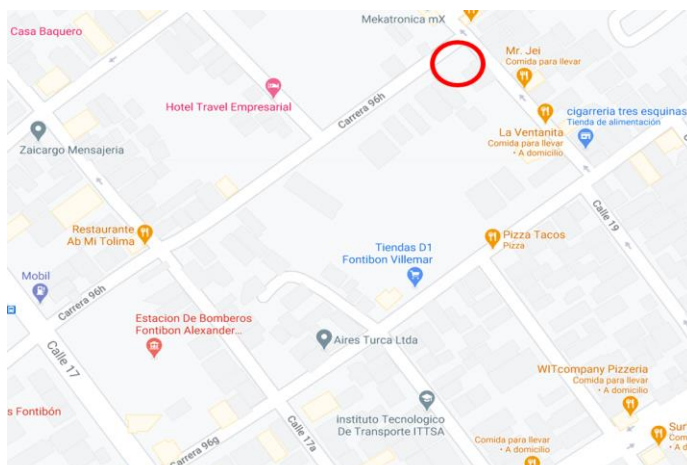 Mekatronica mX
Casa Baquero
Mr. Jei
Comida para llevar
Hotel Travel Empresarial
Carrera 96h
cigarreria tres esquinas
Tienda de alimentación
La Ventanita
Comida para llevar
• A domicilio
Zaicargo Mensajeria
Calle 19
Restaurante
Ab Mi Tolima
Pizza Tacos
Pizza
Tiendas D1
Fontibon Villemar
Mobil
Carrera 96h
Estacion De Bomberos
Fontibon Alexander...
Aires Turca Ltda
Calle 17
WITcompany Pizzeria
Comida para llevar
• A domicilio
s Fontibón
Instituto Tecnologico
De Transporte ITTSA
Calle 17a
Sur
Com
• A d
Comida para llevar
• A domicilio
Carrera 96g